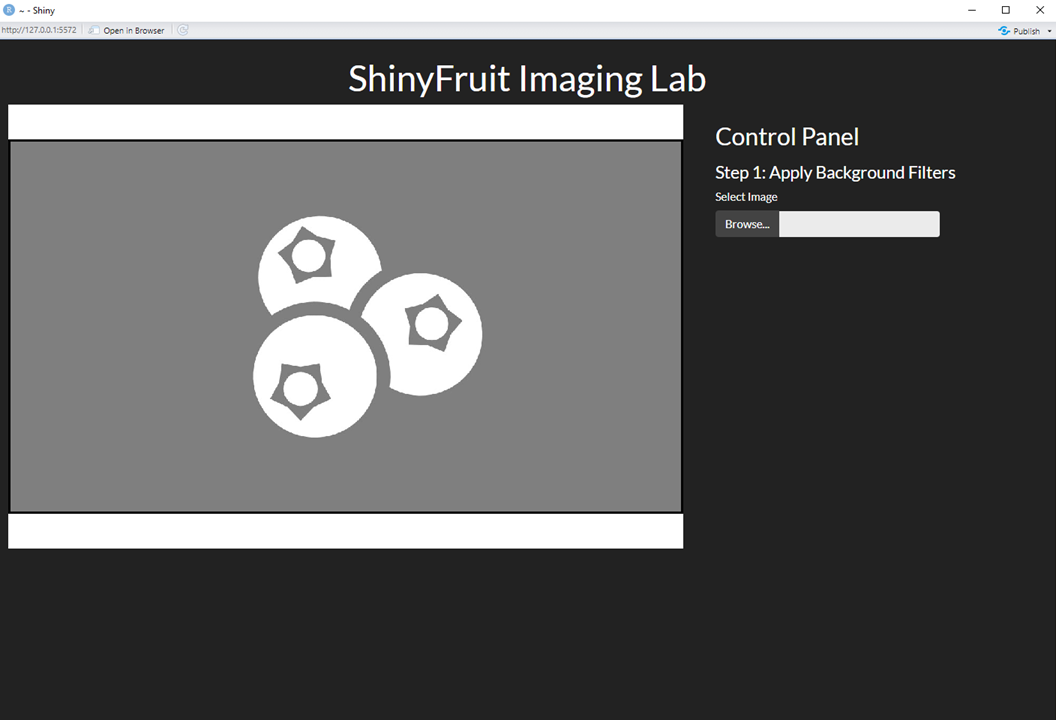 R ~ - Shiny
http://127.0.0.1:5572 Open in Browser Publish
ShinyFruit Imaging Lab
Control Panel
Step 1: Apply Background Filters
Select Image
Browse...